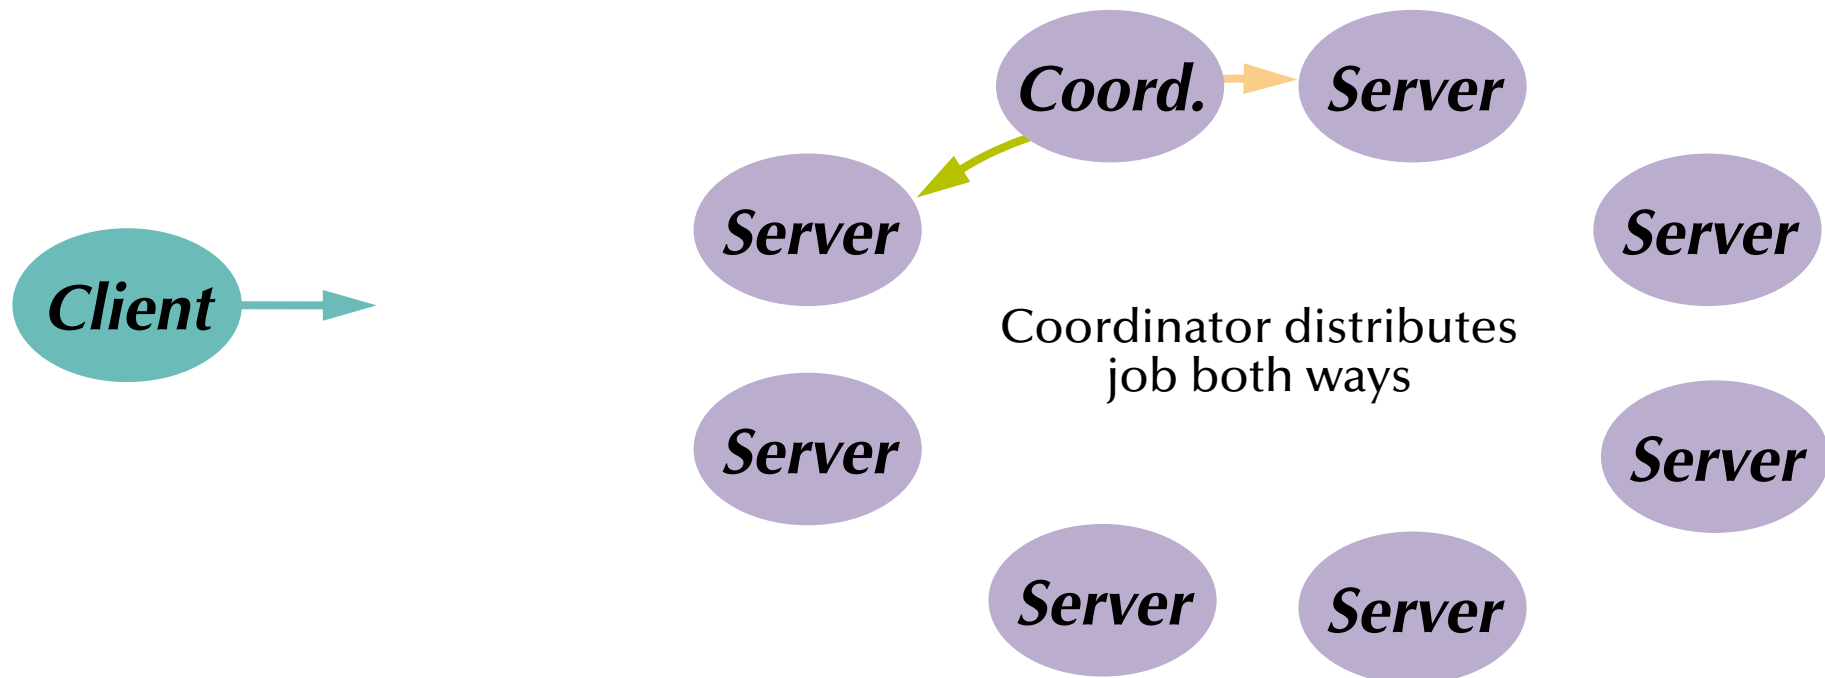 Coord.
Server
Server
Server
Client
Coordinator distributes
job both ways
Server
Server
Server
Server